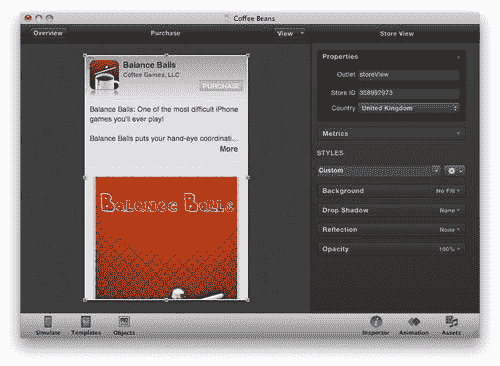 Coffee Beans
Overview
Purchase
View
Store View
Balance Balls
Coffee Games, LLC
PURCHASE
Balance Balls: One of the most difficult iPhone
games you'll ever play!
Balance Balls puts your hand-eye coordinati...
More
Balance Balls
Properties
Outlet storeView
Store ID 358992973
Country United Kingdom
Metrics
STYLES
Custom
Background No Fill
Drop Shadow None
Reflection None
Opacity 100%
Simulate
Templates
Objects
Inspector
Animation
Assets